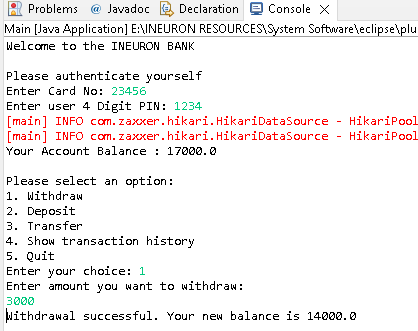 Problems @ Javadoc Declaration Console
Main [Java Application] E:\INEURON RESOURCES\System Software\eclipse\plu
Welcome to the INEURON BANK
Please authenticate yourself
Enter Card No: 23456
Enter user 4 Digit PIN: 1234
[main] INFO com.zaxxer.hikari.HikariDataSource - HikariPool
[main] INFO com.zaxxer.hikari.HikariDataSource - HikariPool
Your Account Balance : 17000.0
Please select an option:
1. Withdraw
2. Deposit
3. Transfer
4. Show transaction history
5. Quit
Enter your choice: 1
Enter amount you want to withdraw:
3000
Withdrawal successful. Your new balance is 14000.0